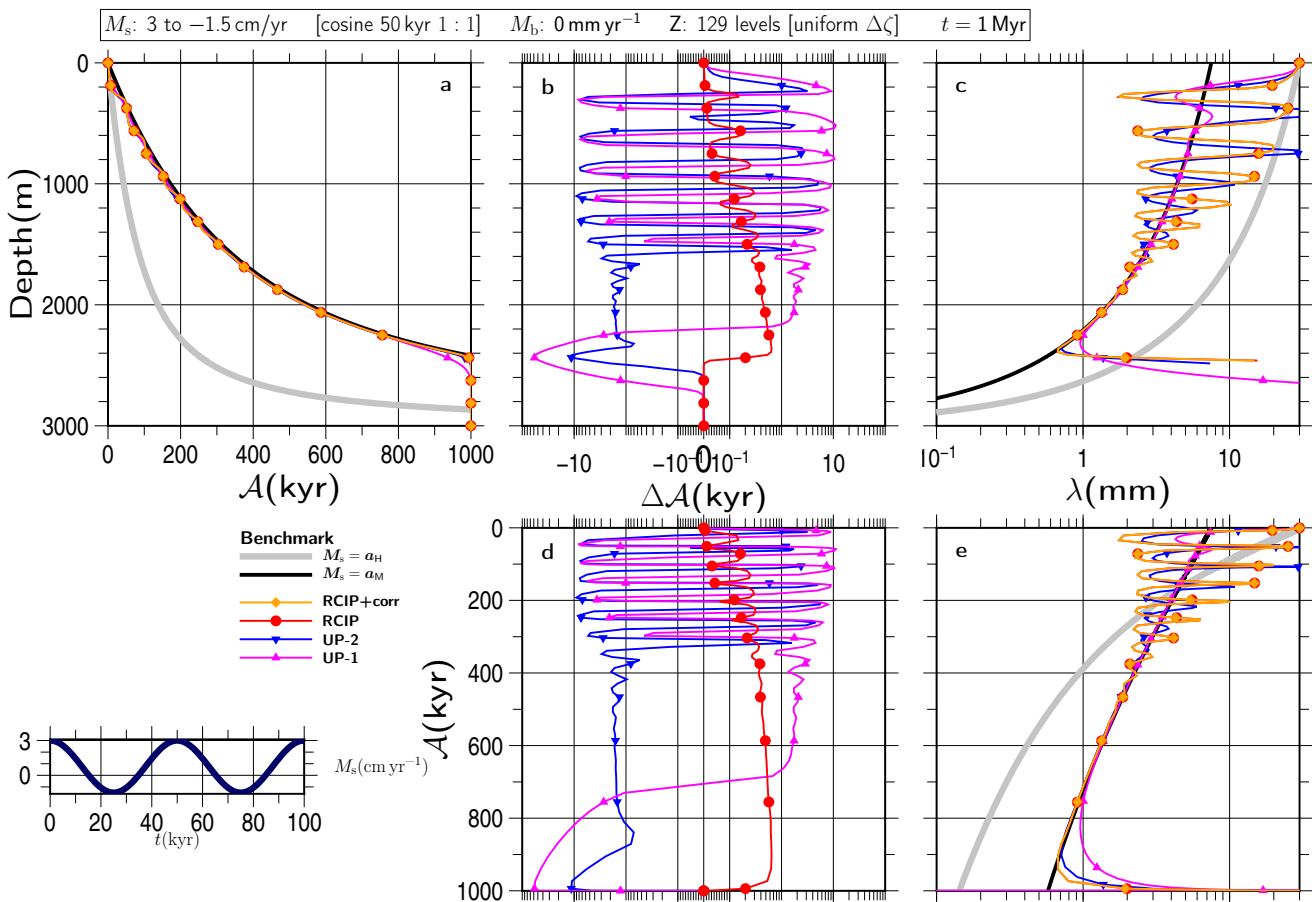 Mₛ: 3 to −1.5 cm/yr [cosine 50 kyr 1 : 1] M_b: 0 mm yr⁻¹ Z: 129 levels [uniform Δζ] t = 1 Myr
0 200 400 600 800 1000
0 1000 2000 3000
Depth(m)
a
𝒜(kyr)
b
−10 −10⁻¹ 0 10⁻¹ 10
Δ𝒜(kyr)
c
10⁻¹ 1 10
λ(mm)
Benchmark
Mₛ = a_H
Mₛ = a_M
RCIP+corr
RCIP
UP-2
UP-1
3
0
Mₛ(cm yr⁻¹)
0 20 40 60 80 100
t(kyr)
0 200 400 600 800 1000
𝒜(kyr)
d
e